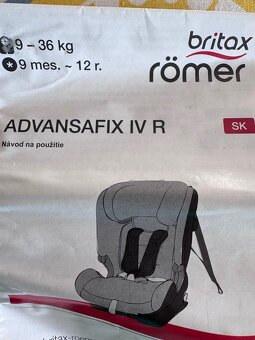 9 – 36 kg
9 mes. ~ 12 r.
britax
römer
ADVANSAFIX IV R
SK
Návod na použitie